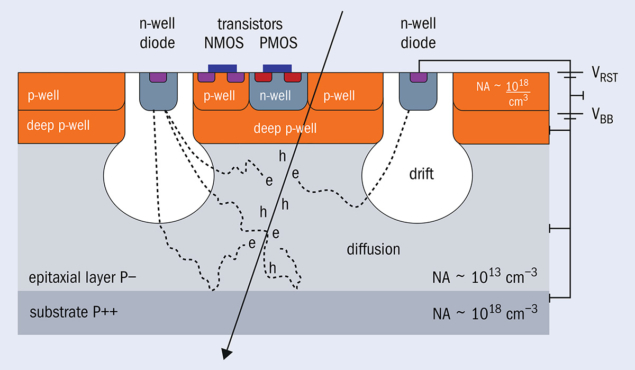 n-well
diode
transistors
NMOS PMOS
n-well
diode
p-well
p-well
n-well
p-well
NA ~ 10^18
cm^3
V_RST
V_BB
deep p-well
deep p-well
h
e
e
drift
h
h
e
e
h
diffusion
epitaxial layer P–
NA ~ 10^13 cm^–3
substrate P++
NA ~ 10^18 cm^–3